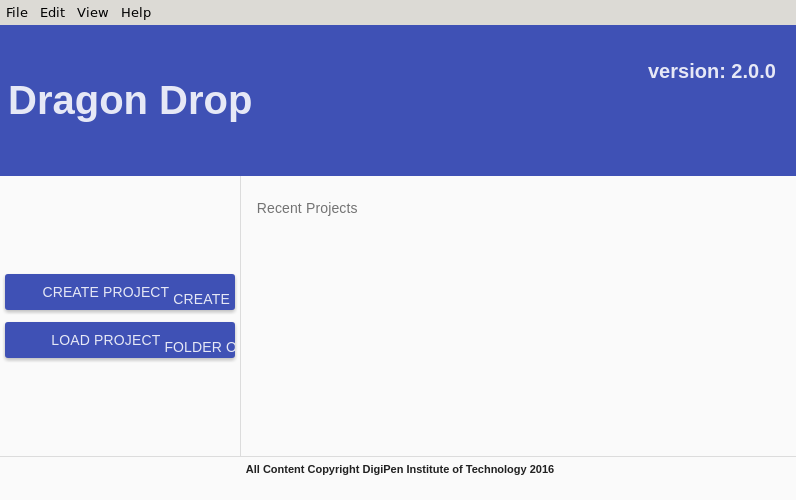 File Edit View Help
version: 2.0.0
Dragon Drop
Recent Projects
CREATE PROJECT CREATE
LOAD PROJECT FOLDER O
All Content Copyright DigiPen Institute of Technology 2016